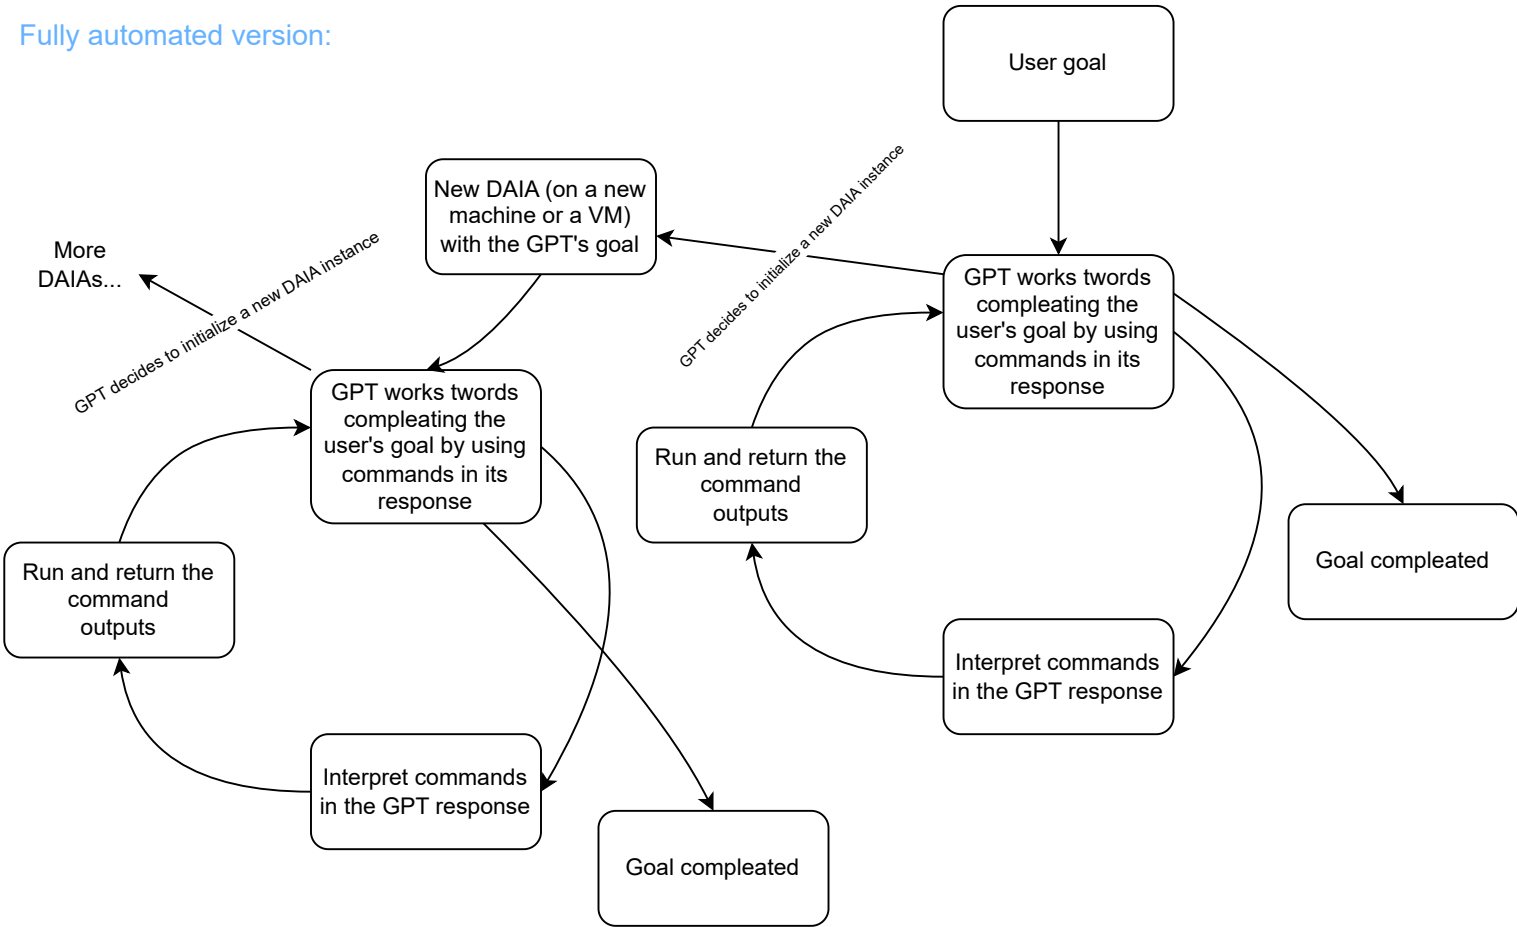 Fully automated version:
User goal
New DAIA (on a new
machine or a VM)
with the GPT's goal
GPT decides to initialize a new DAIA instance
More
DAIAs...
GPT decides to initialize a new DAIA instance
GPT works twords
compleating the
user's goal by using
commands in its
response
GPT works twords
compleating the
user's goal by using
commands in its
response
Run and return the
command
outputs
Goal compleated
Run and return the
command
outputs
Interpret commands
in the GPT response
Interpret commands
in the GPT response
Goal compleated